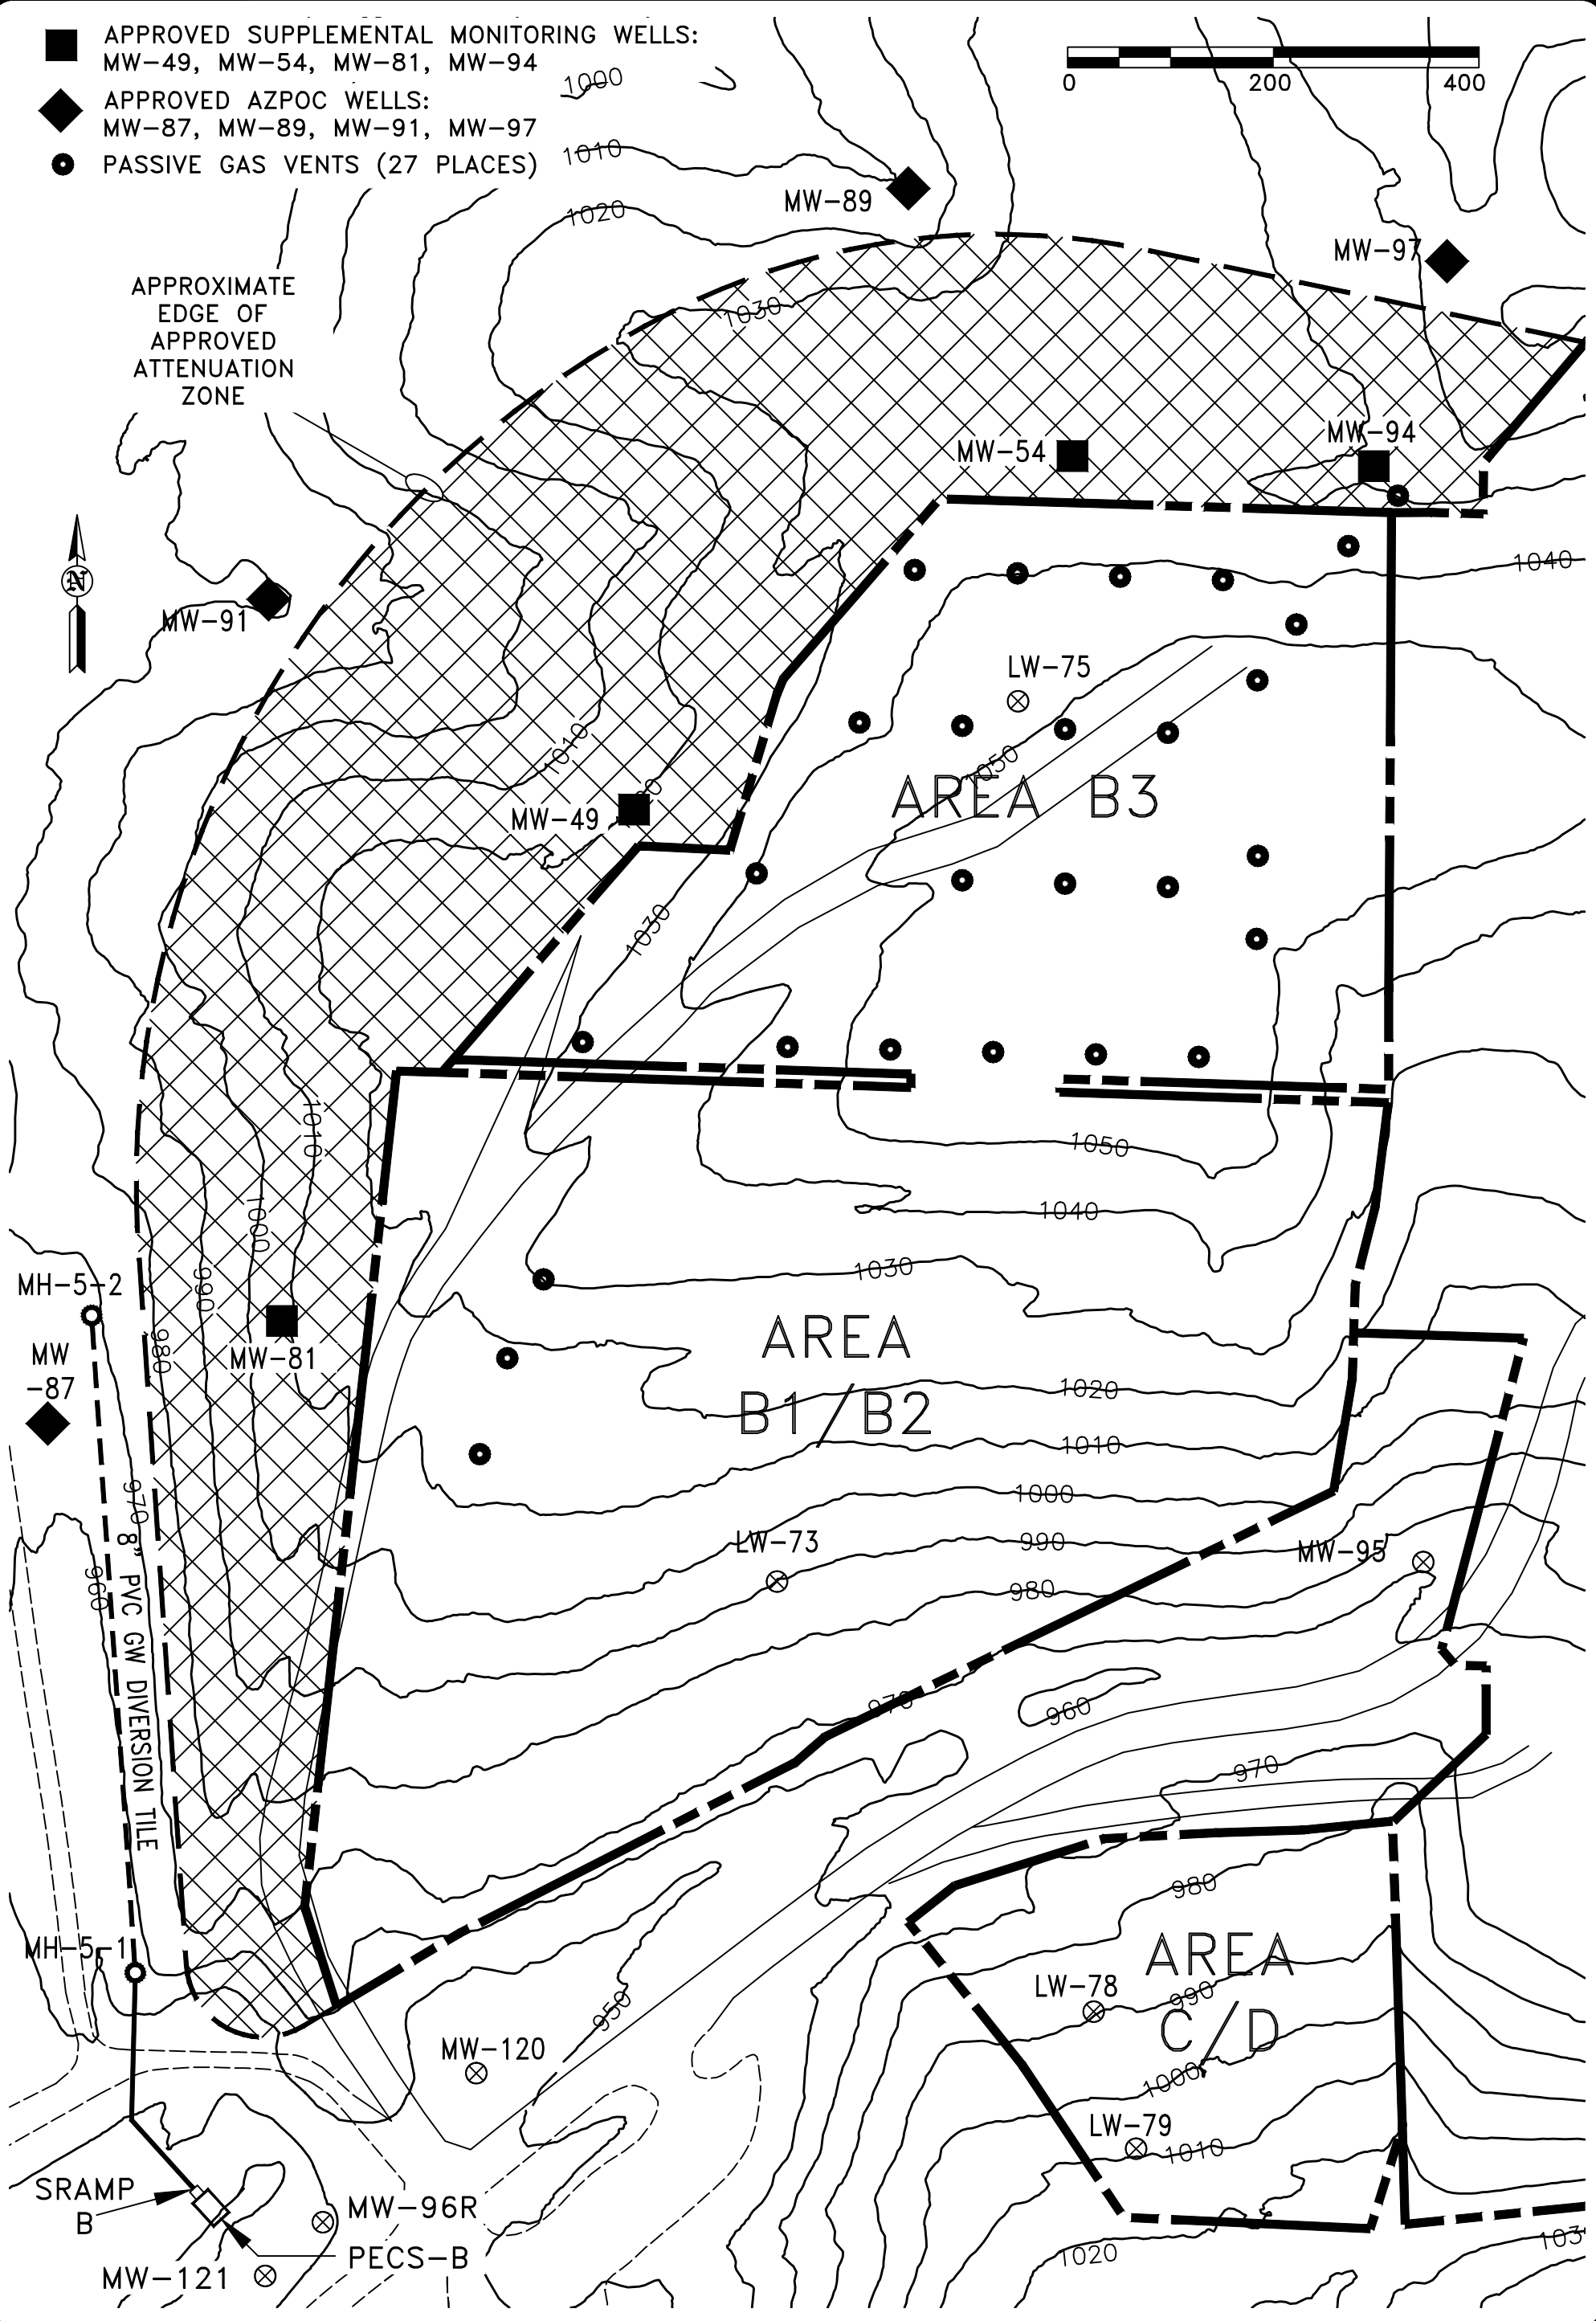 APPROVED SUPPLEMENTAL MONITORING WELLS:
MW-49, MW-54, MW-81, MW-94
APPROVED AZPOC WELLS:
MW-87, MW-89, MW-91, MW-97
PASSIVE GAS VENTS (27 PLACES)
0 200 400
1000
1010
1020
MW-89
MW-97
APPROXIMATE
EDGE OF
APPROVED
ATTENUATION
ZONE
1030
MW-54
MW-94
1040
N
MW-91
LW-75
1010
1050
AREA B3
MW-49
1030
1010
1050
1000
1040
990
1030
MH-5-2
980
MW-81
MW
-87
AREA
B1/B2
1020
1010
970
1000
LW-73
990
MW-95
980
960
8" PVC GW DIVERSION TILE
970
960
970
980
MH-5-1
AREA
C/D
LW-78
990
950
MW-120
1000
LW-79
1010
SRAMP
B
MW-96R
PECS-B
MW-121
1020
103